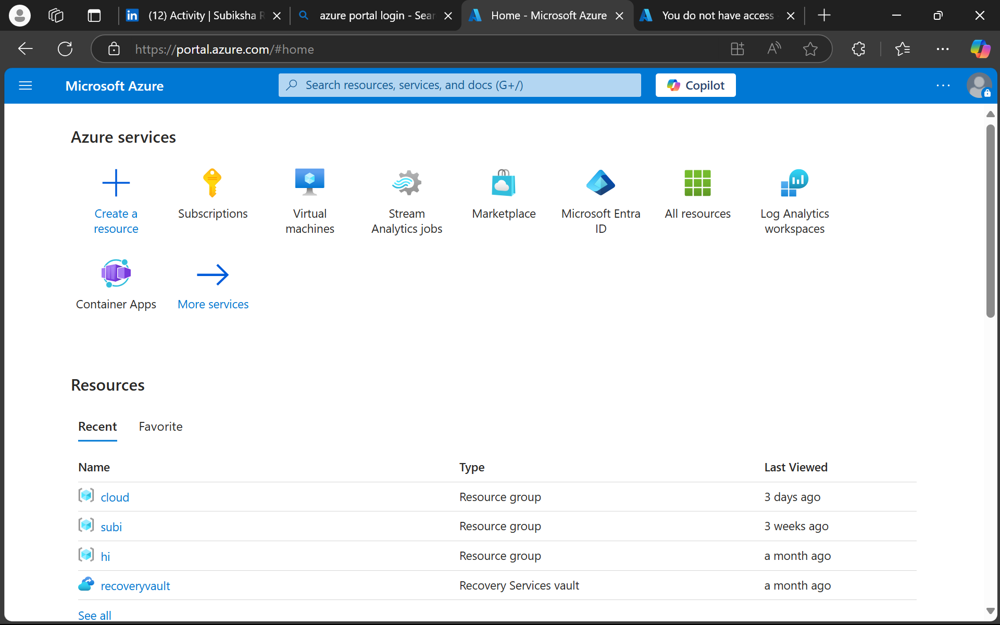 (12) Activity | Subiksha R
azure portal login - Sear
Home - Microsoft Azure
You do not have access
https://portal.azure.com/#home
Microsoft Azure
Search resources, services, and docs (G+/)
Copilot
Azure services
Create a
resource
Subscriptions
Virtual
machines
Stream
Analytics jobs
Marketplace
Microsoft Entra
ID
All resources
Log Analytics
workspaces
Container Apps
More services
Resources
Recent
Favorite
Name Type Last Viewed
cloud Resource group 3 days ago
subi Resource group 3 weeks ago
hi Resource group a month ago
recoveryvault Recovery Services vault a month ago
See all